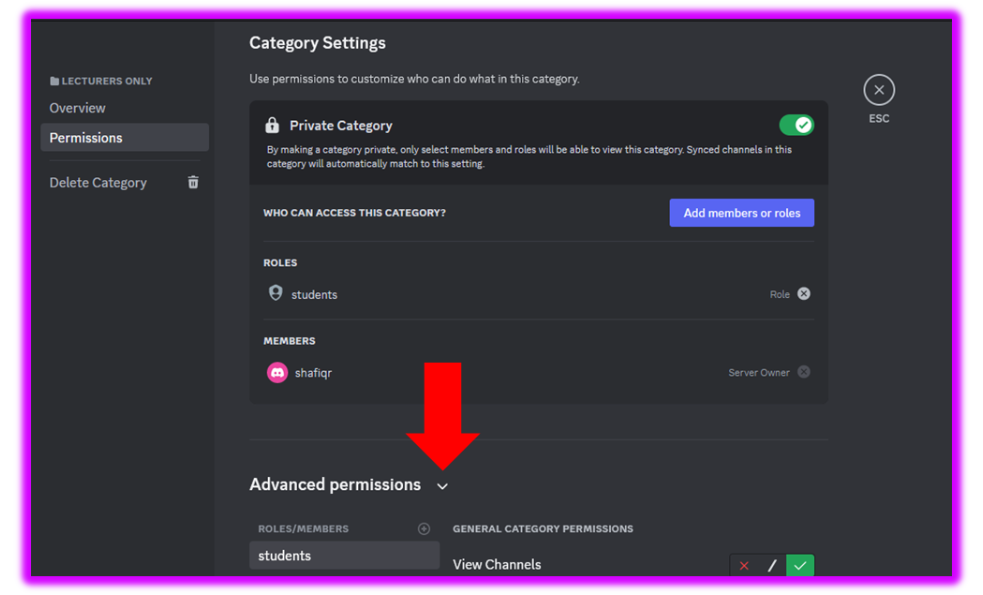 Category Settings
Use permissions to customize who can do what in this category.
LECTURERS ONLY
Overview
Permissions
Delete Category
ESC
Private Category
By making a category private, only select members and roles will be able to view this category. Synced channels in this
category will automatically match to this setting.
WHO CAN ACCESS THIS CATEGORY?
Add members or roles
ROLES
students
Role
MEMBERS
shafiqr
Server Owner
Advanced permissions
ROLES/MEMBERS
GENERAL CATEGORY PERMISSIONS
students
View Channels